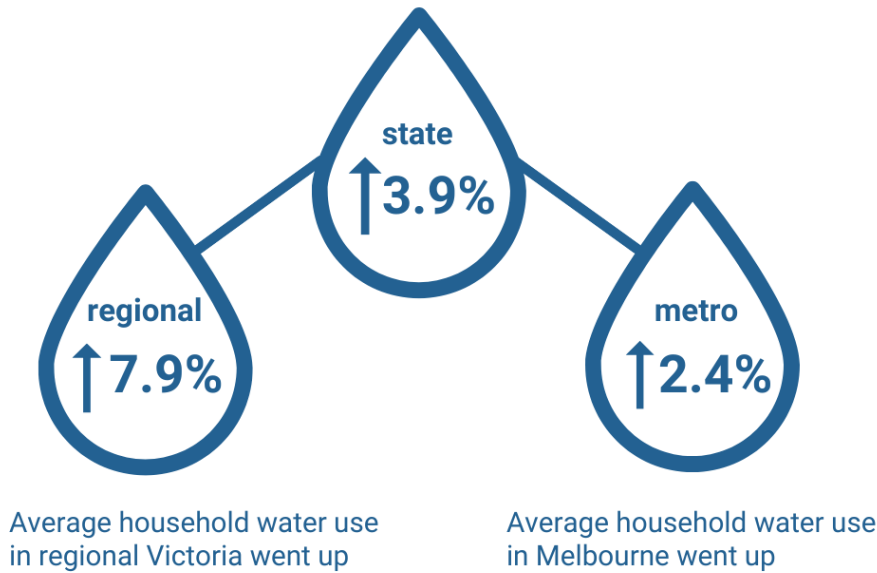 state
↑3.9%
regional
↑7.9%
metro
↑2.4%
Average household water use
in regional Victoria went up
Average household water use
in Melbourne went up